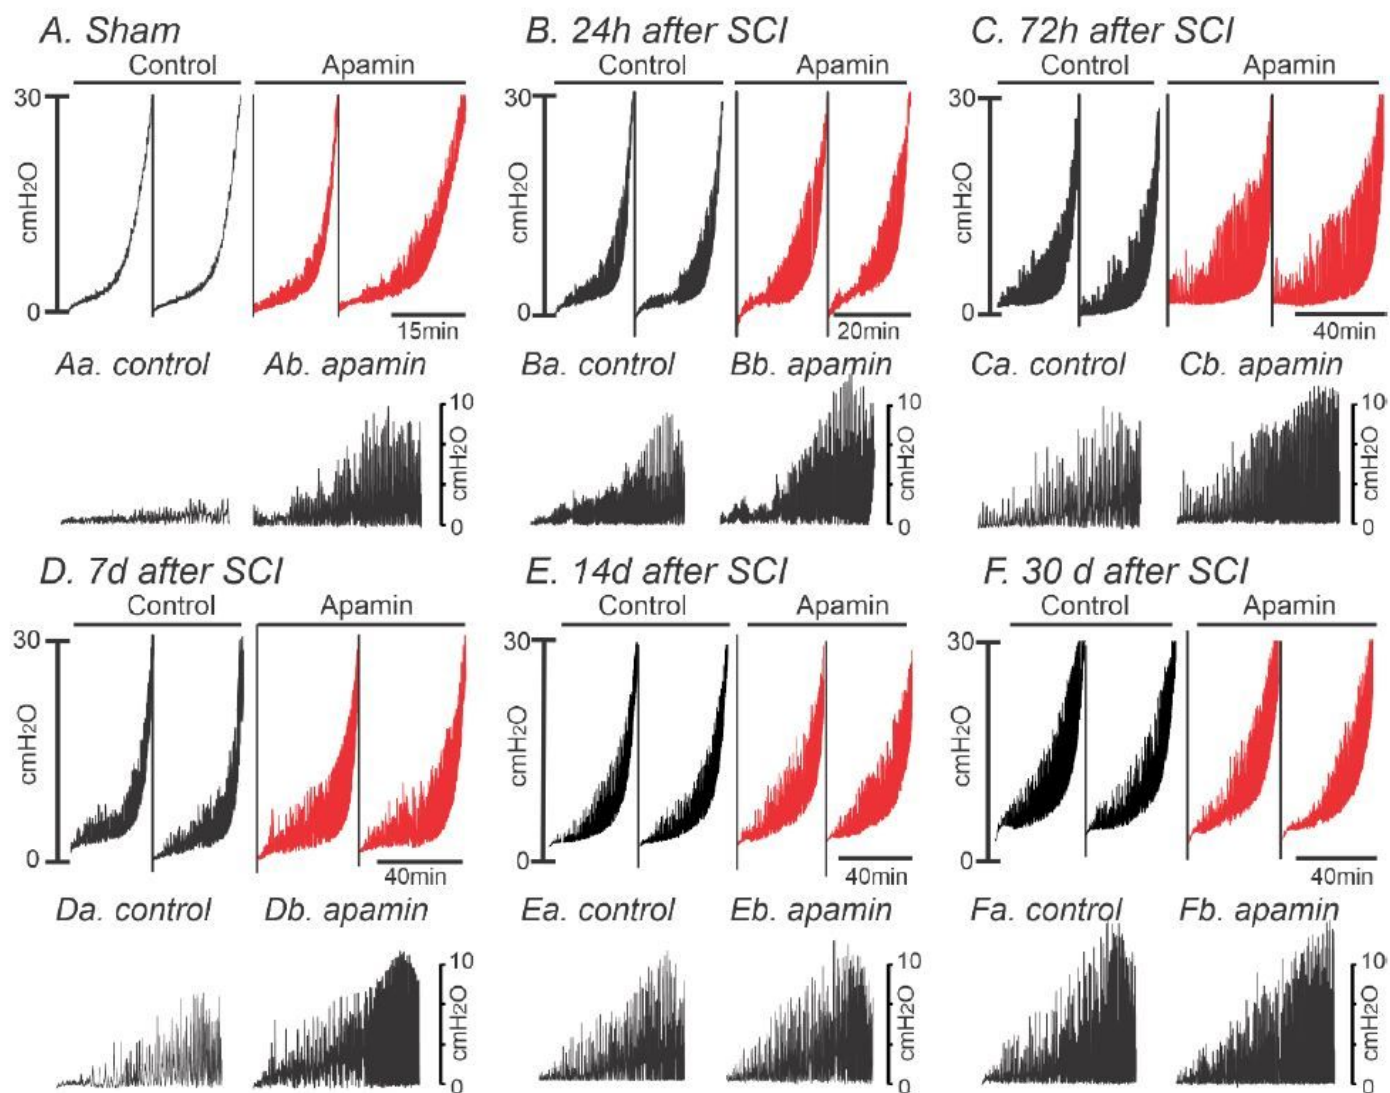 A. Sham
B. 24h after SCI
C. 72h after SCI
Control
Apamin
Control
Apamin
Control
Apamin
30
cmH2O
0
30
cmH2O
0
30
cmH2O
0
15min
20min
40min
Aa. control
Ab. apamin
Ba. control
Bb. apamin
Ca. control
Cb. apamin
10
cmH2O
0
10
cmH2O
0
10
cmH2O
0
D. 7d after SCI
E. 14d after SCI
F. 30 d after SCI
Control
Apamin
Control
Apamin
Control
Apamin
30
cmH2O
0
30
cmH2O
0
30
cmH2O
0
40min
40min
40min
Da. control
Db. apamin
Ea. control
Eb. apamin
Fa. control
Fb. apamin
10
cmH2O
0
10
cmH2O
0
10
cmH2O
0